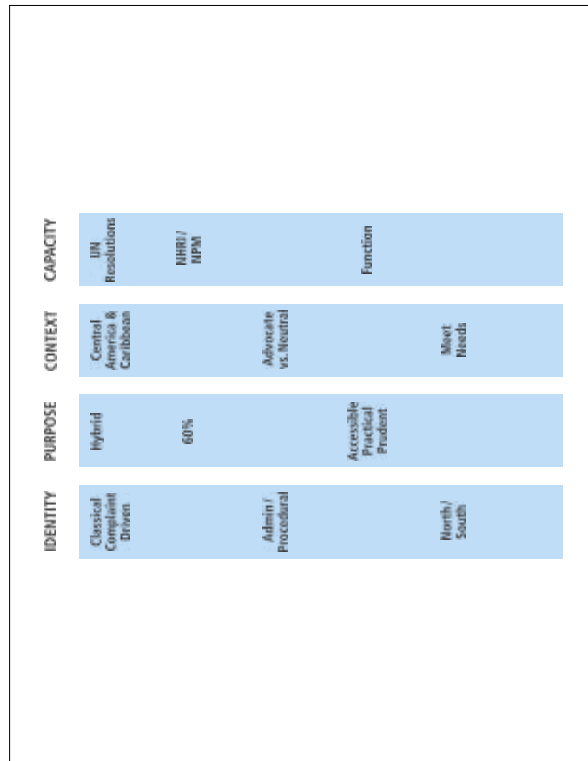 IDENTITY
Classical
Complaint
Driven
Admin /
Procedural
North /
South
PURPOSE
Hybrid
60%
Accessible
Practical
Prudent
CONTEXT
Central
America &
Caribbean
Advocate
vs. Neutral
Meet
Needs
CAPACITY
UN
Resolutions
NHRI /
NPM
Function